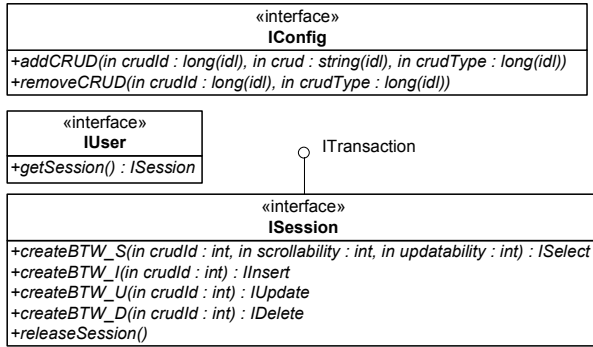 «interface»
IConfig
+addCRUD(in crudId : long(idl), in crud : string(idl), in crudType : long(idl))
+removeCRUD(in crudId : long(idl), in crudType : long(idl))
«interface»
IUser
+getSession() : ISession
ITransaction
«interface»
ISession
+createBTW_S(in crudId : int, in scrollability : int, in updatability : int) : ISelect
+createBTW_I(in crudId : int) : IInsert
+createBTW_U(in crudId : int) : IUpdate
+createBTW_D(in crudId : int) : IDelete
+releaseSession()